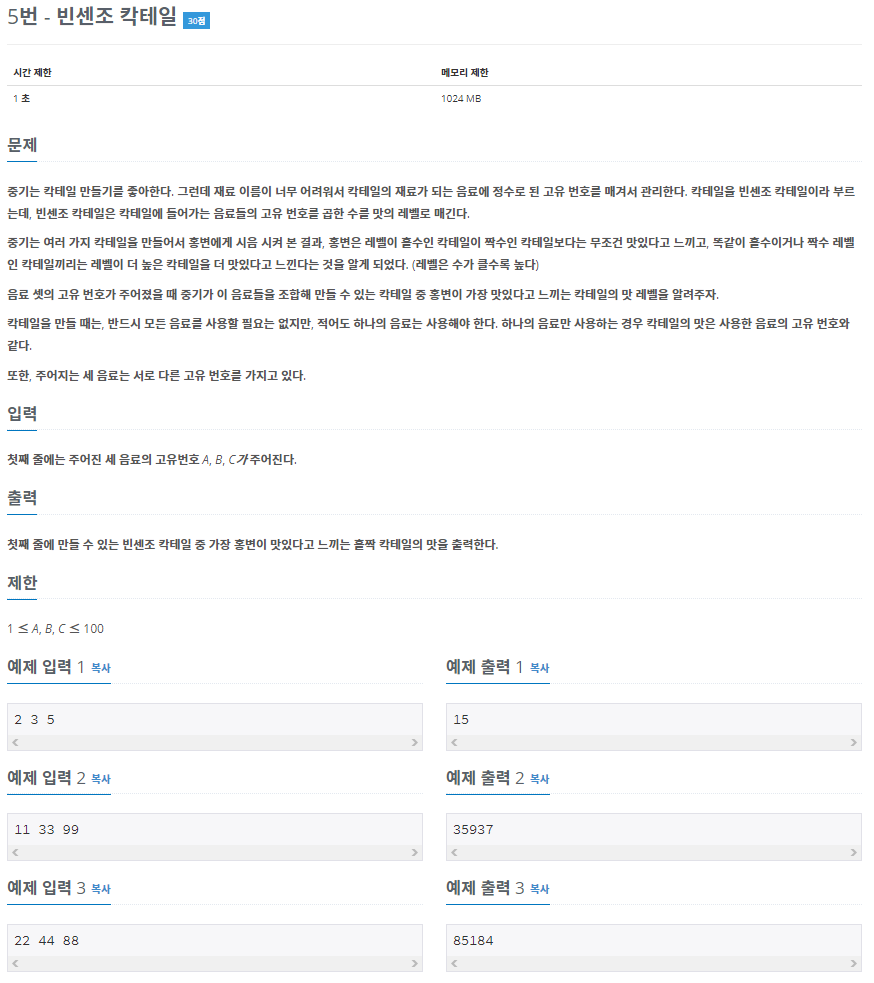 5번 - 빈센조 칵테일 30점
시간 제한 메모리 제한
1 초 1024 MB
문제
중기는 칵테일 만들기를 좋아한다. 그런데 재료 이름이 너무 어려워서 칵테일의 재료가 되는 음료에 정수로 된 고유 번호를 매겨서 관리한다. 칵테일을 빈센조 칵테일이라 부르
는데, 빈센조 칵테일은 칵테일에 들어가는 음료들의 고유 번호를 곱한 수를 맛의 레벨로 매긴다.
중기는 여러 가지 칵테일을 만들어서 홍변에게 시음 시켜 본 결과, 홍변은 레벨이 홀수인 칵테일이 짝수인 칵테일보다는 무조건 맛있다고 느끼고, 똑같이 홀수이거나 짝수 레벨
인 칵테일끼리는 레벨이 더 높은 칵테일을 더 맛있다고 느낀다는 것을 알게 되었다. (레벨은 수가 클수록 높다)
음료 셋의 고유 번호가 주어졌을 때 중기가 이 음료들을 조합해 만들 수 있는 칵테일 중 홍변이 가장 맛있다고 느끼는 칵테일의 맛 레벨을 알려주자.
칵테일을 만들 때는, 반드시 모든 음료를 사용할 필요는 없지만, 적어도 하나의 음료는 사용해야 한다. 하나의 음료만 사용하는 경우 칵테일의 맛은 사용한 음료의 고유 번호와
같다.
또한, 주어지는 세 음료는 서로 다른 고유 번호를 가지고 있다.
입력
첫째 줄에는 주어진 세 음료의 고유번호 A, B, C가 주어진다.
출력
첫째 줄에 만들 수 있는 빈센조 칵테일 중 가장 홍변이 맛있다고 느끼는 홀짝 칵테일의 맛을 출력한다.
제한
1 ≤ A, B, C ≤ 100
예제 입력 1 복사 예제 출력 1 복사
2 3 5 15
예제 입력 2 복사 예제 출력 2 복사
11 33 99 35937
예제 입력 3 복사 예제 출력 3 복사
22 44 88 85184